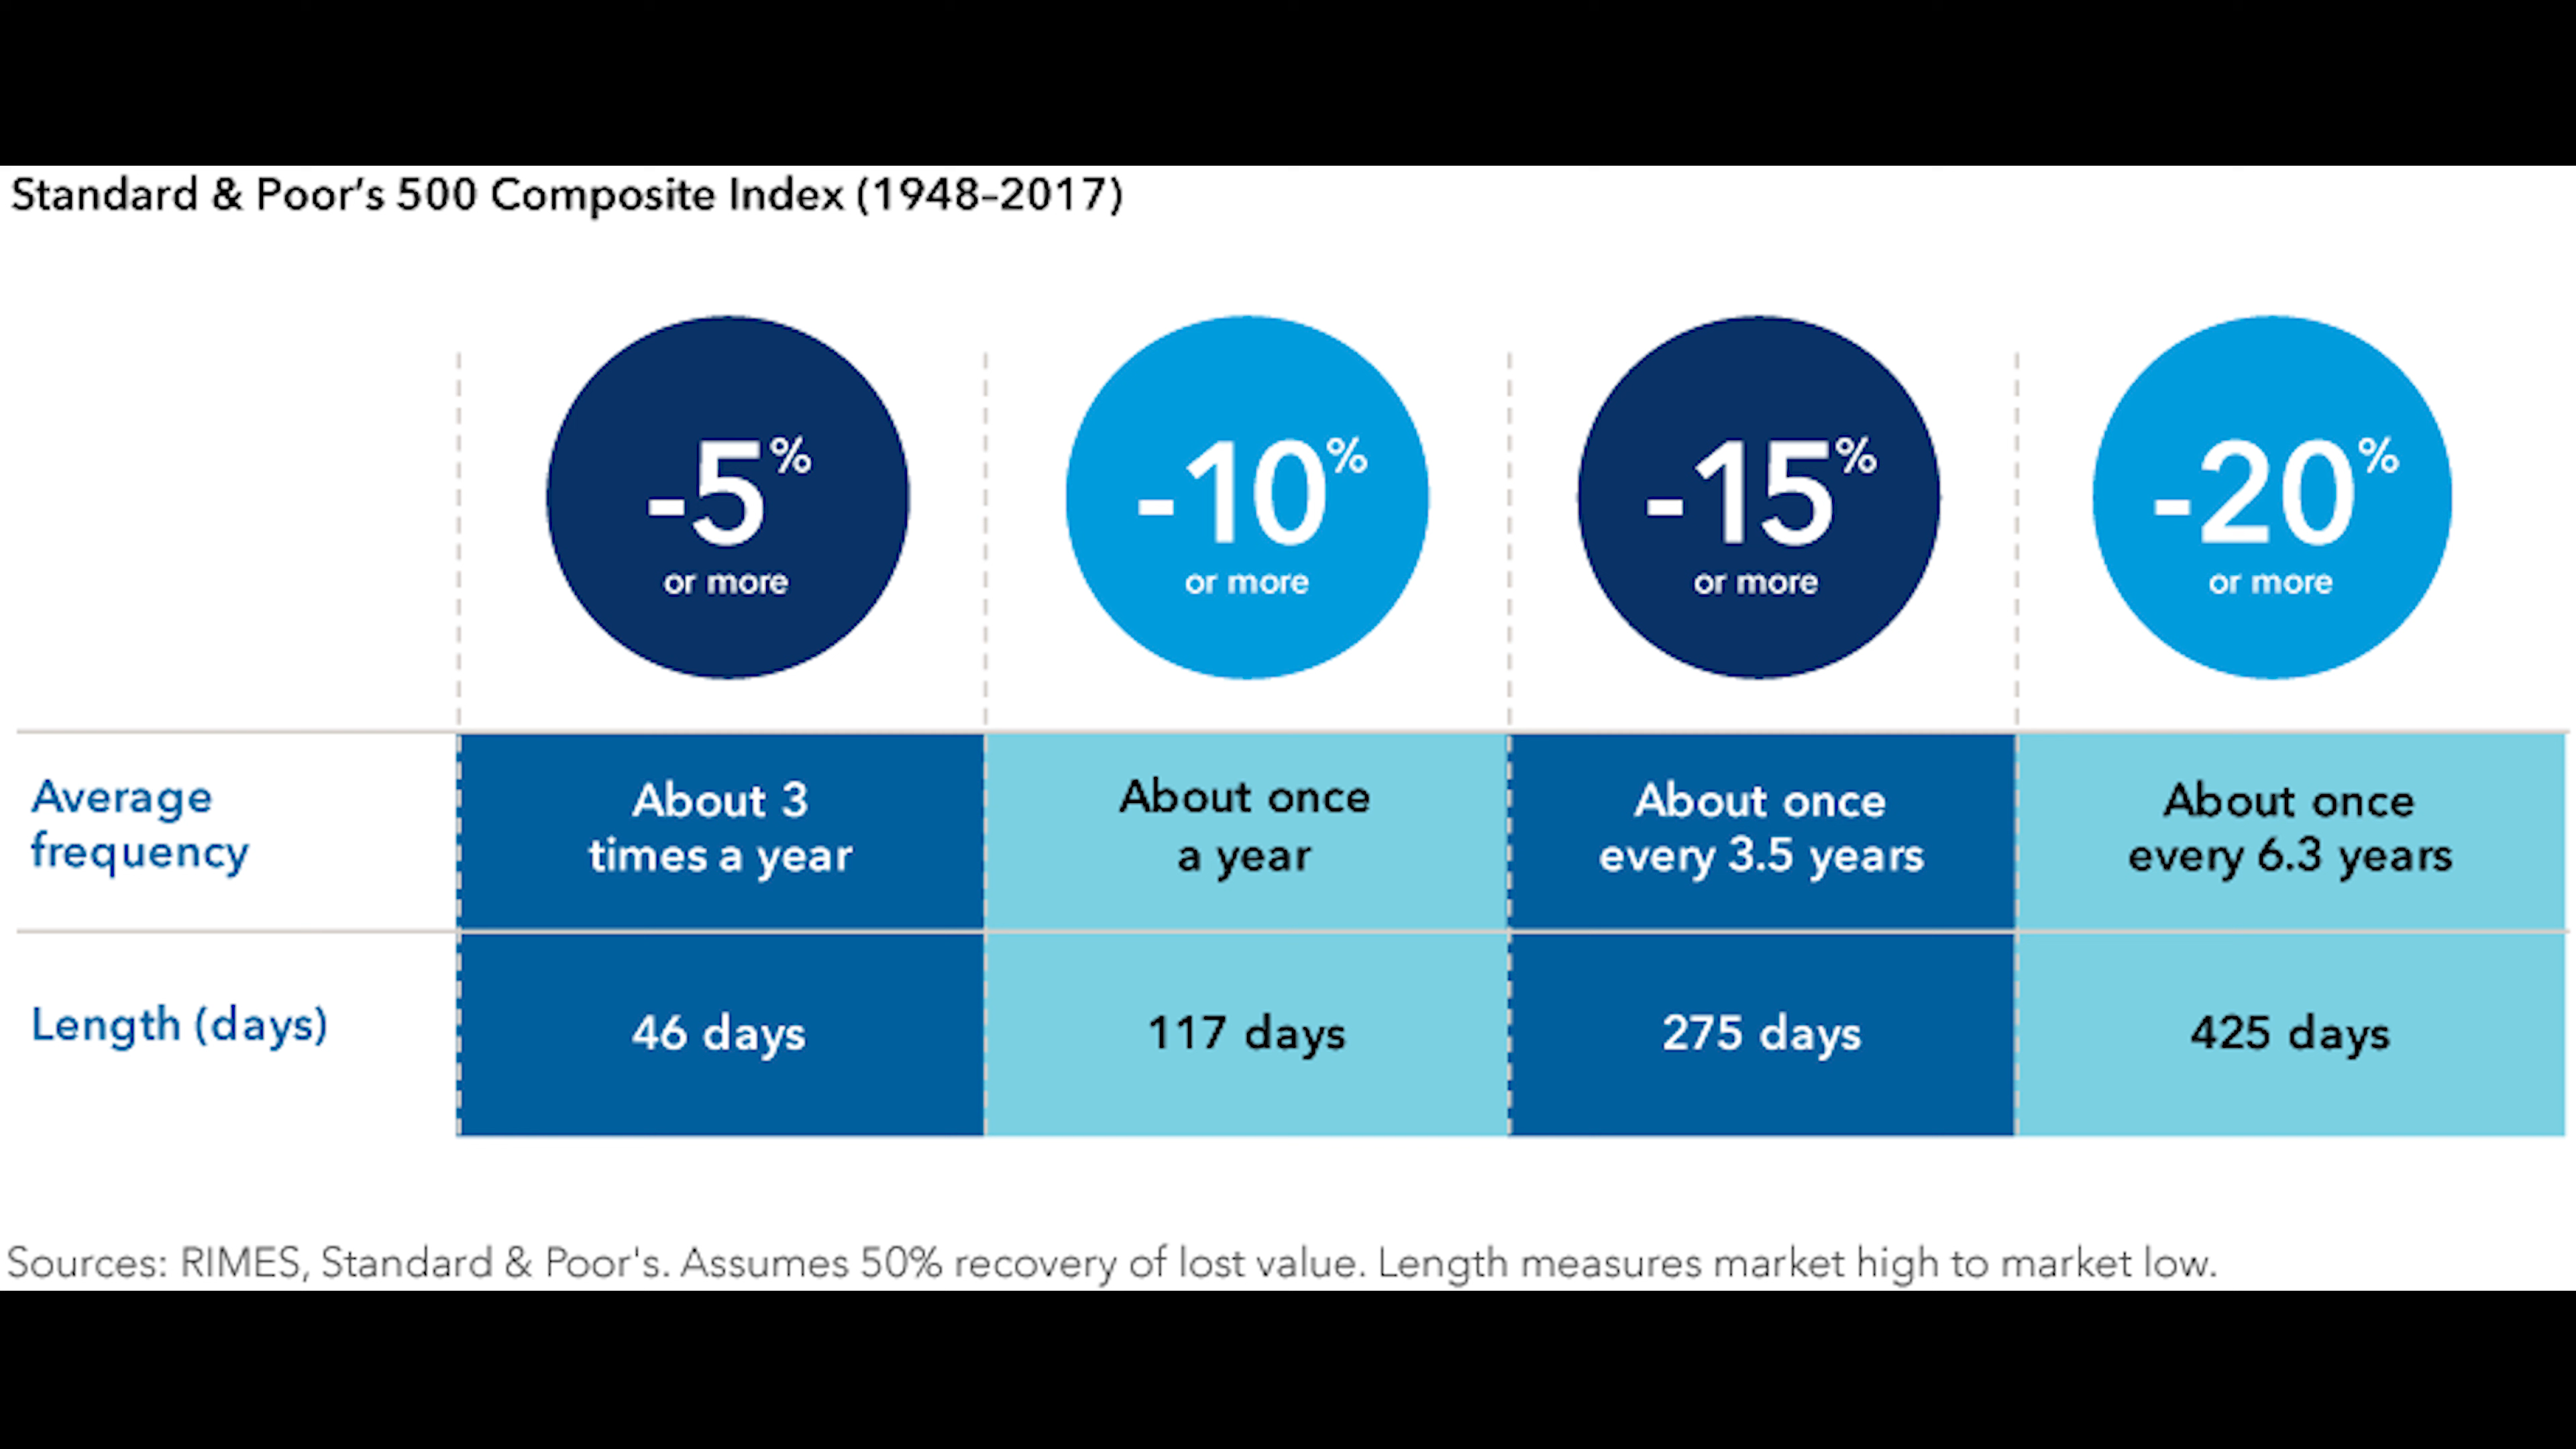 Standard & Poor's 500 Composite Index (1948–2017)
-5%
or more
-10%
or more
-15%
or more
-20%
or more
Average
frequency
About 3
times a year
About once
a year
About once
every 3.5 years
About once
every 6.3 years
Length (days)
46 days
117 days
275 days
425 days
Sources: RIMES, Standard & Poor's. Assumes 50% recovery of lost value. Length measures market high to market low.